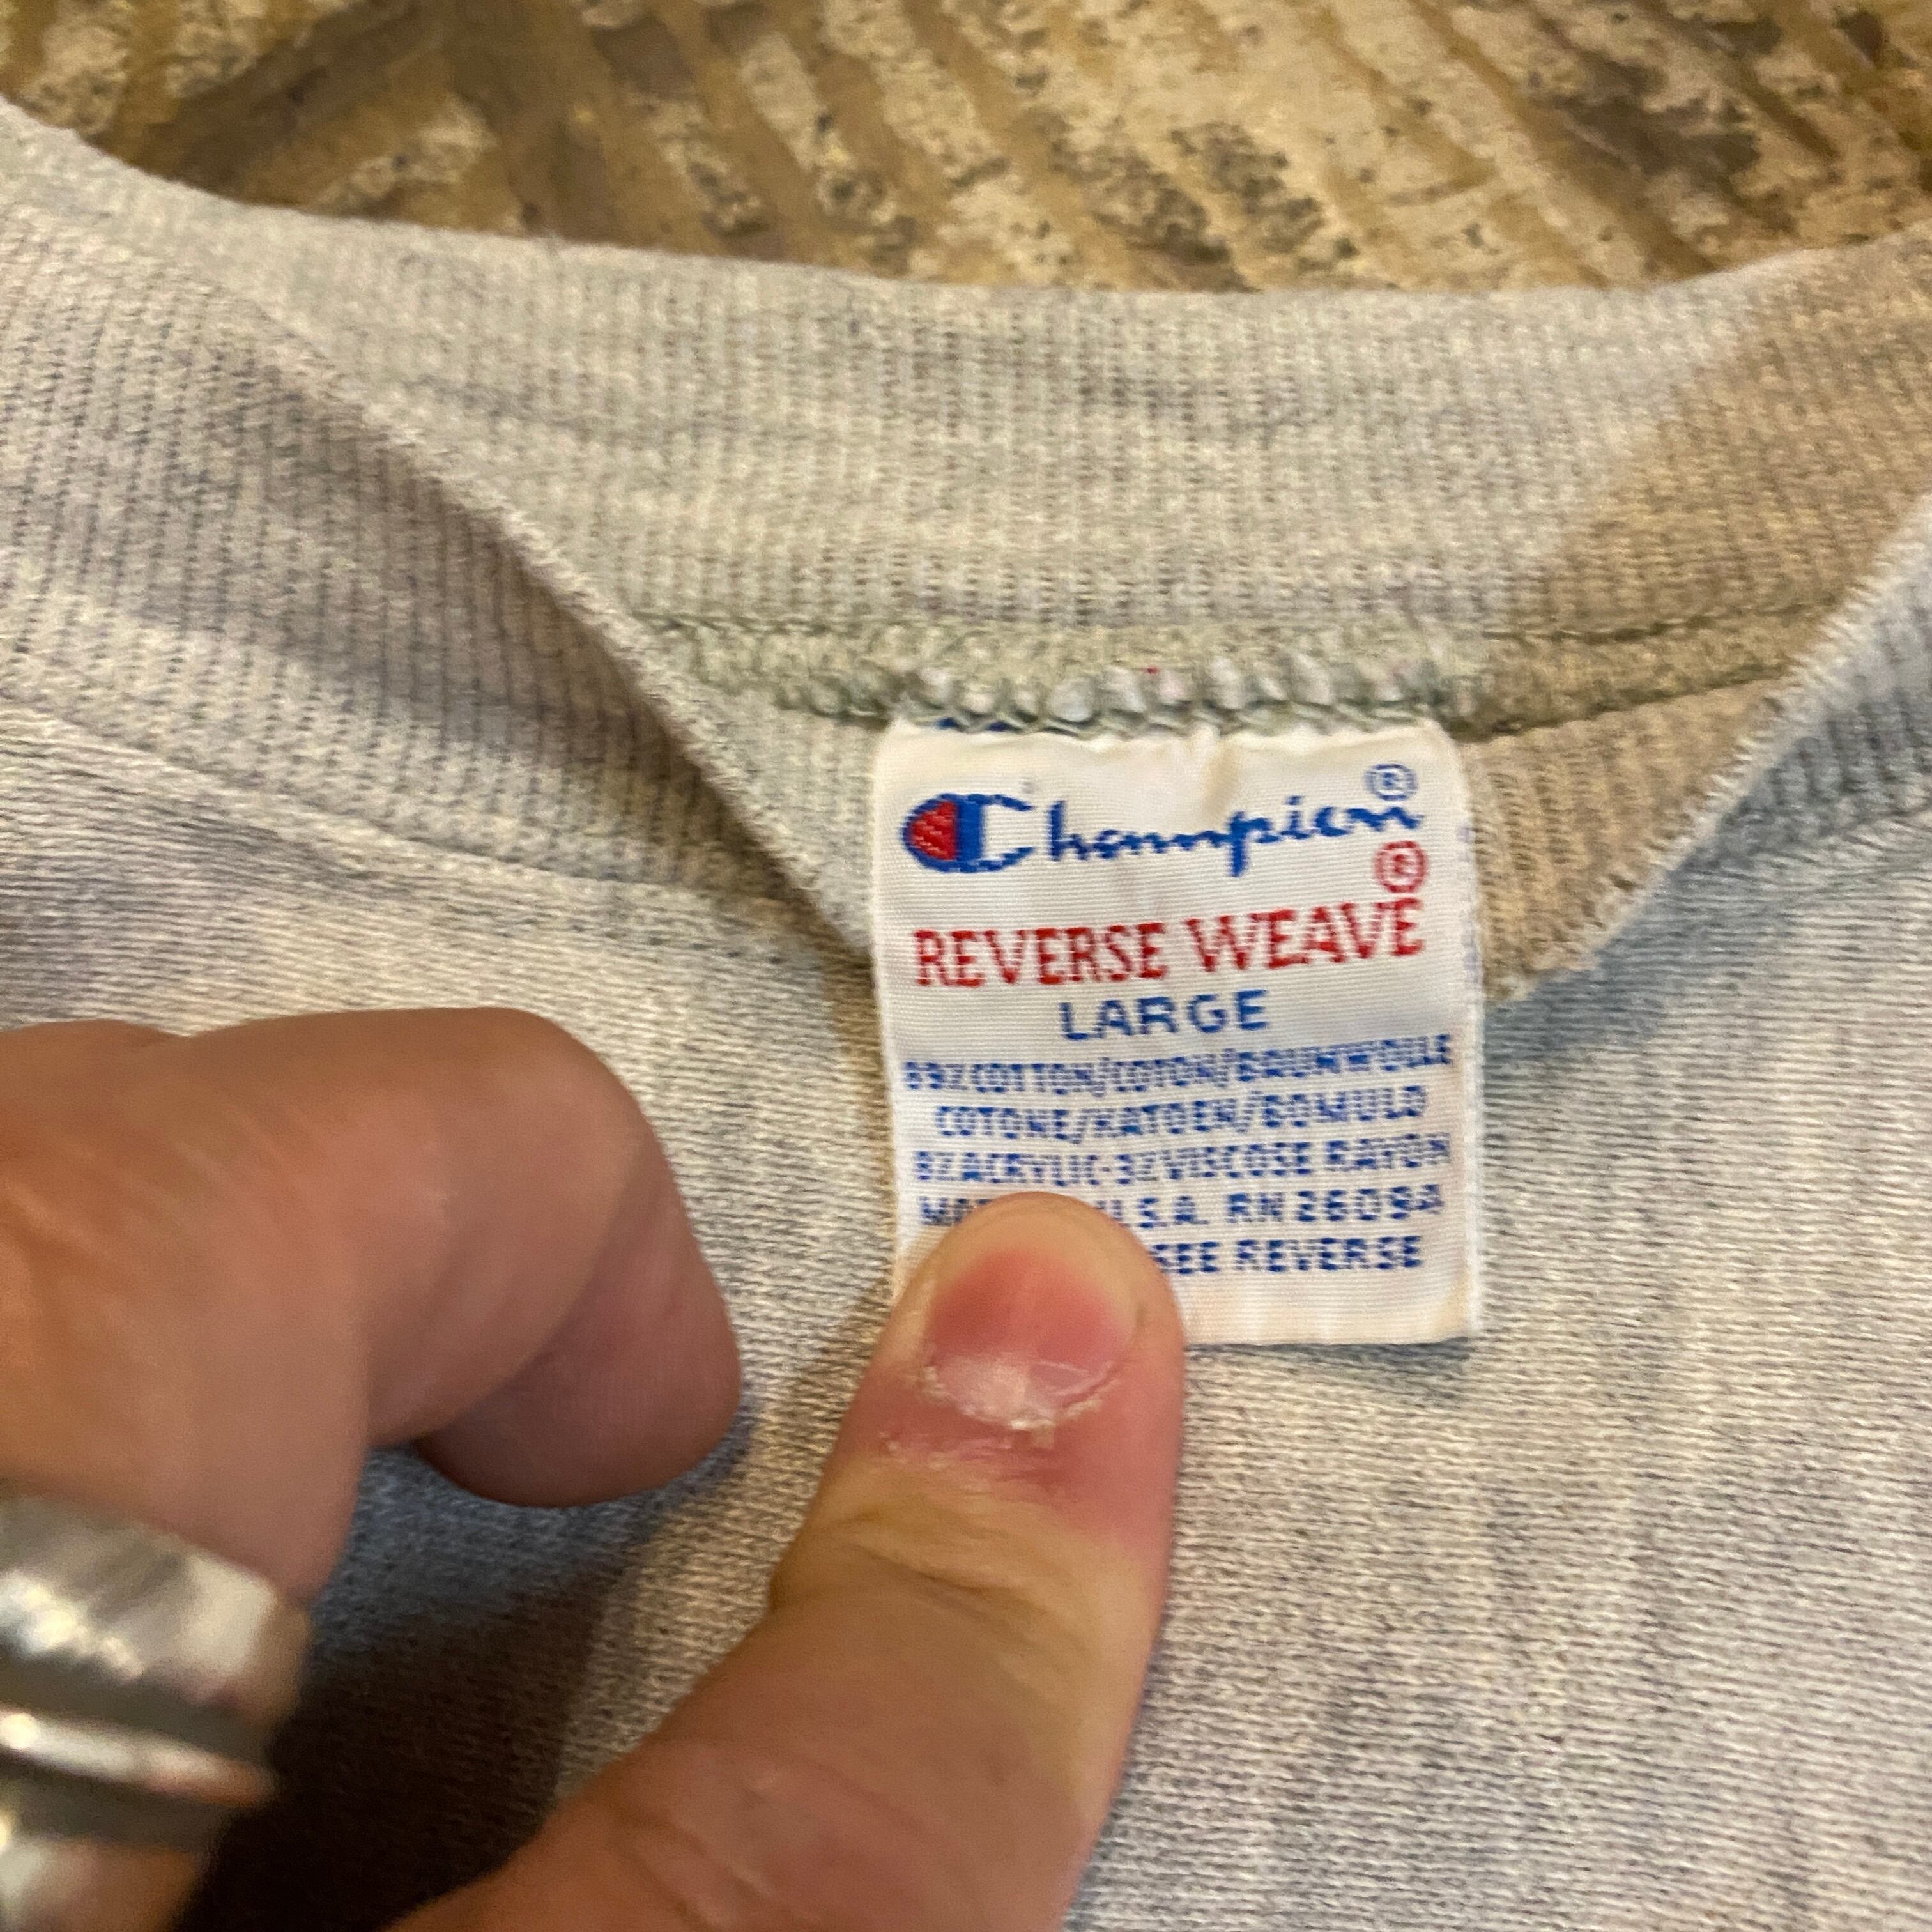 Champion®
®
REVERSE WEAVE
LARGE
89%COTTON/COTON/BAUMWOLLE
COTONE/KATOEN/BOMULD
8%ACRYLIC-3%VISCOSE RAYON
U.S.A. RN 26094
SEE REVERSE